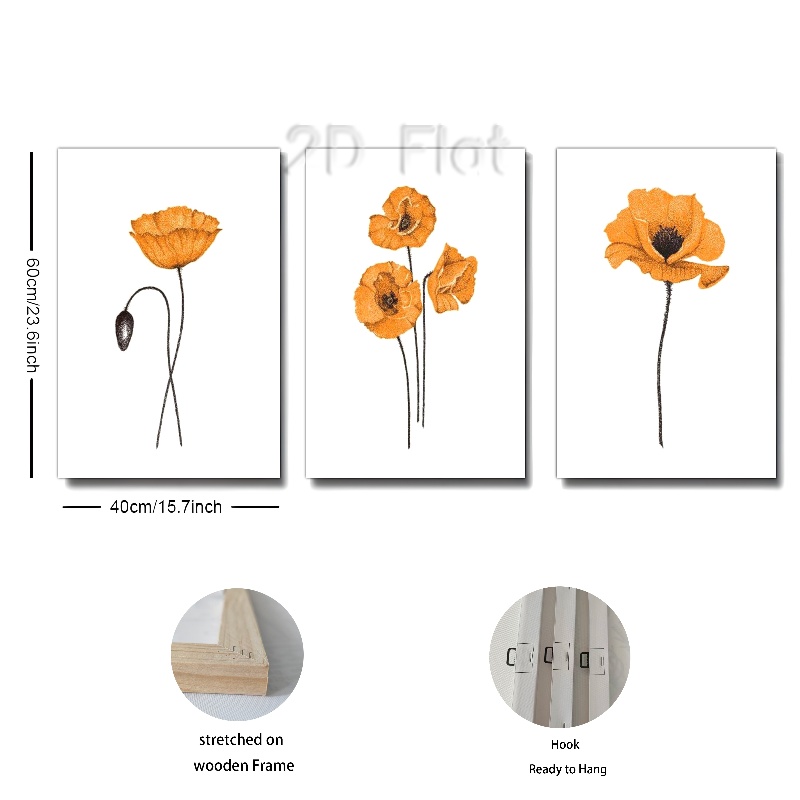 2D Flat
60cm/23.6inch
40cm/15.7inch
stretched on
wooden Frame
Hook
Ready to Hang